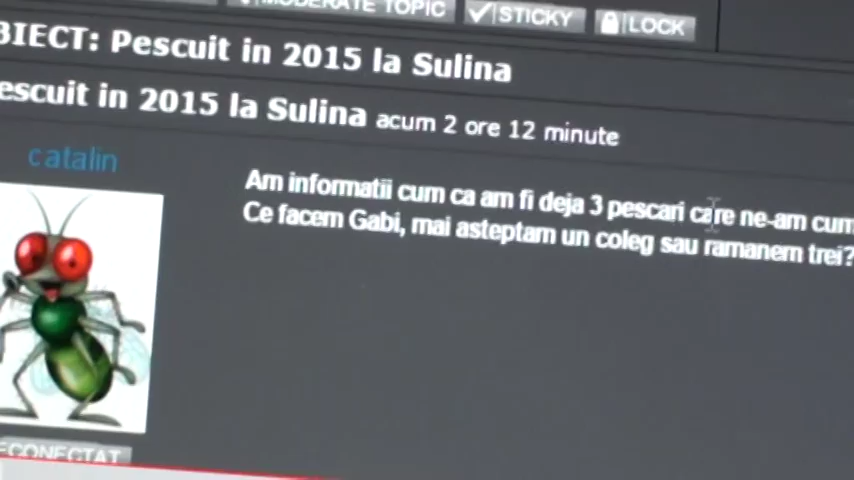 MODERATE TOPIC STICKY LOCK
BIECT: Pescuit in 2015 la Sulina
escuit in 2015 la Sulina acum 2 ore 12 minute
catalin
Am informatii cum ca am fi deja 3 pescari care ne-am cum
Ce facem Gabi, mai asteptam un coleg sau ramanem trei?
ECONECTAT